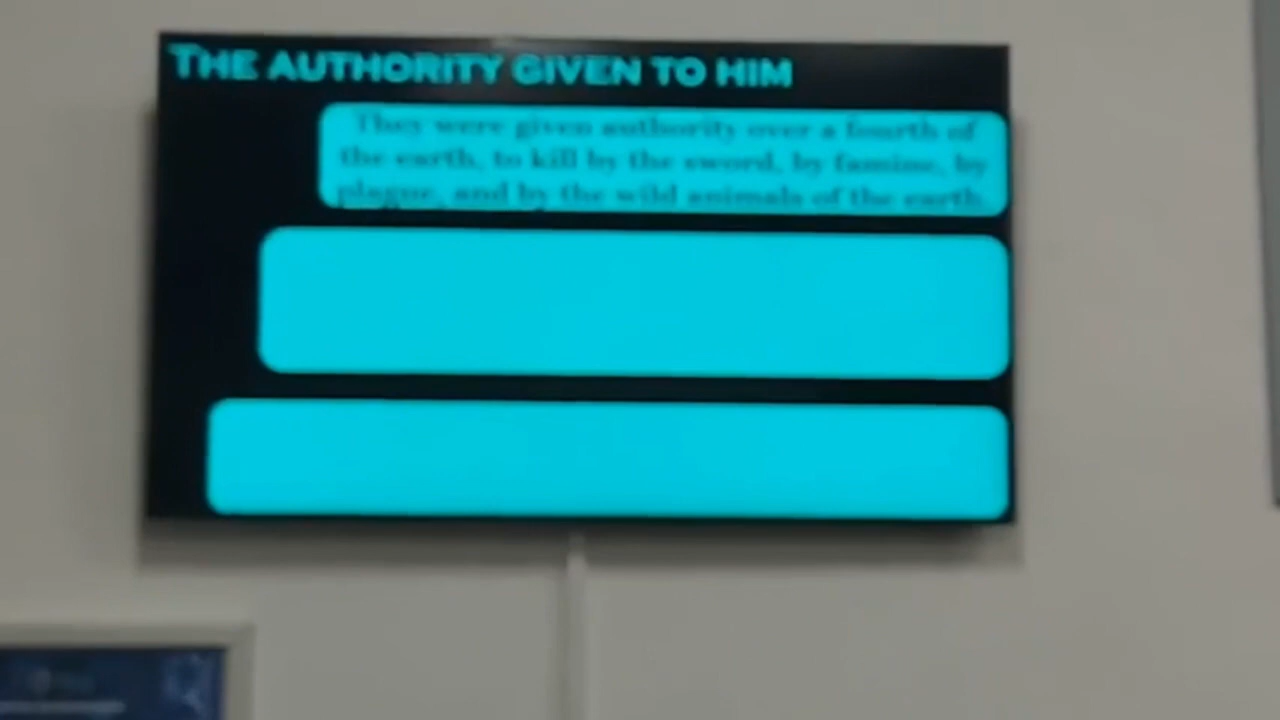 THE AUTHORITY GIVEN TO HIM
They were given authority over a fourth of
the earth, to kill by the sword, by famine, by
plague, and by the wild animals of the earth.